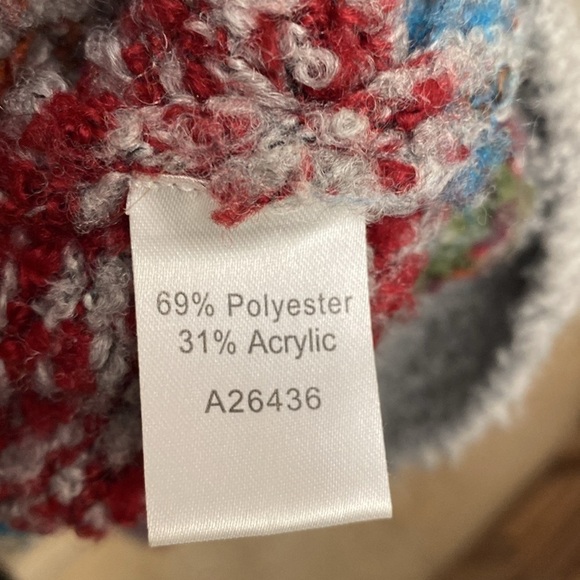 69% Polyester
31% Acrylic
A26436